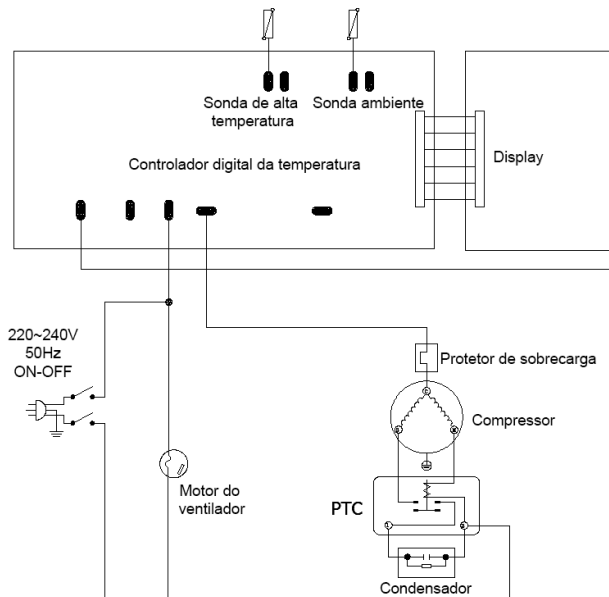 Sonda de alta
temperatura
Sonda ambiente
Controlador digital da temperatura
Display
220~240V
50Hz
ON-OFF
Protetor de sobrecarga
Compressor
Motor do
ventilador
PTC
Condensador